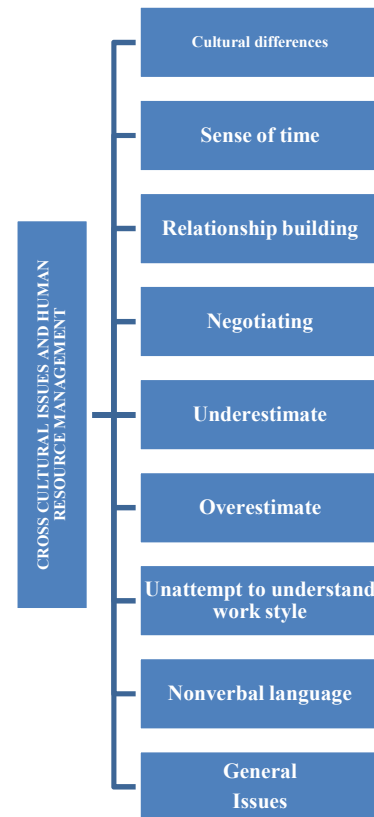 CROSS CULTURAL ISSUES AND HUMAN
RESOURCE MANAGEMENT
Cultural differences
Sense of time
Relationship building
Negotiating
Underestimate
Overestimate
Unattempt to understand
work style
Nonverbal language
General
Issues